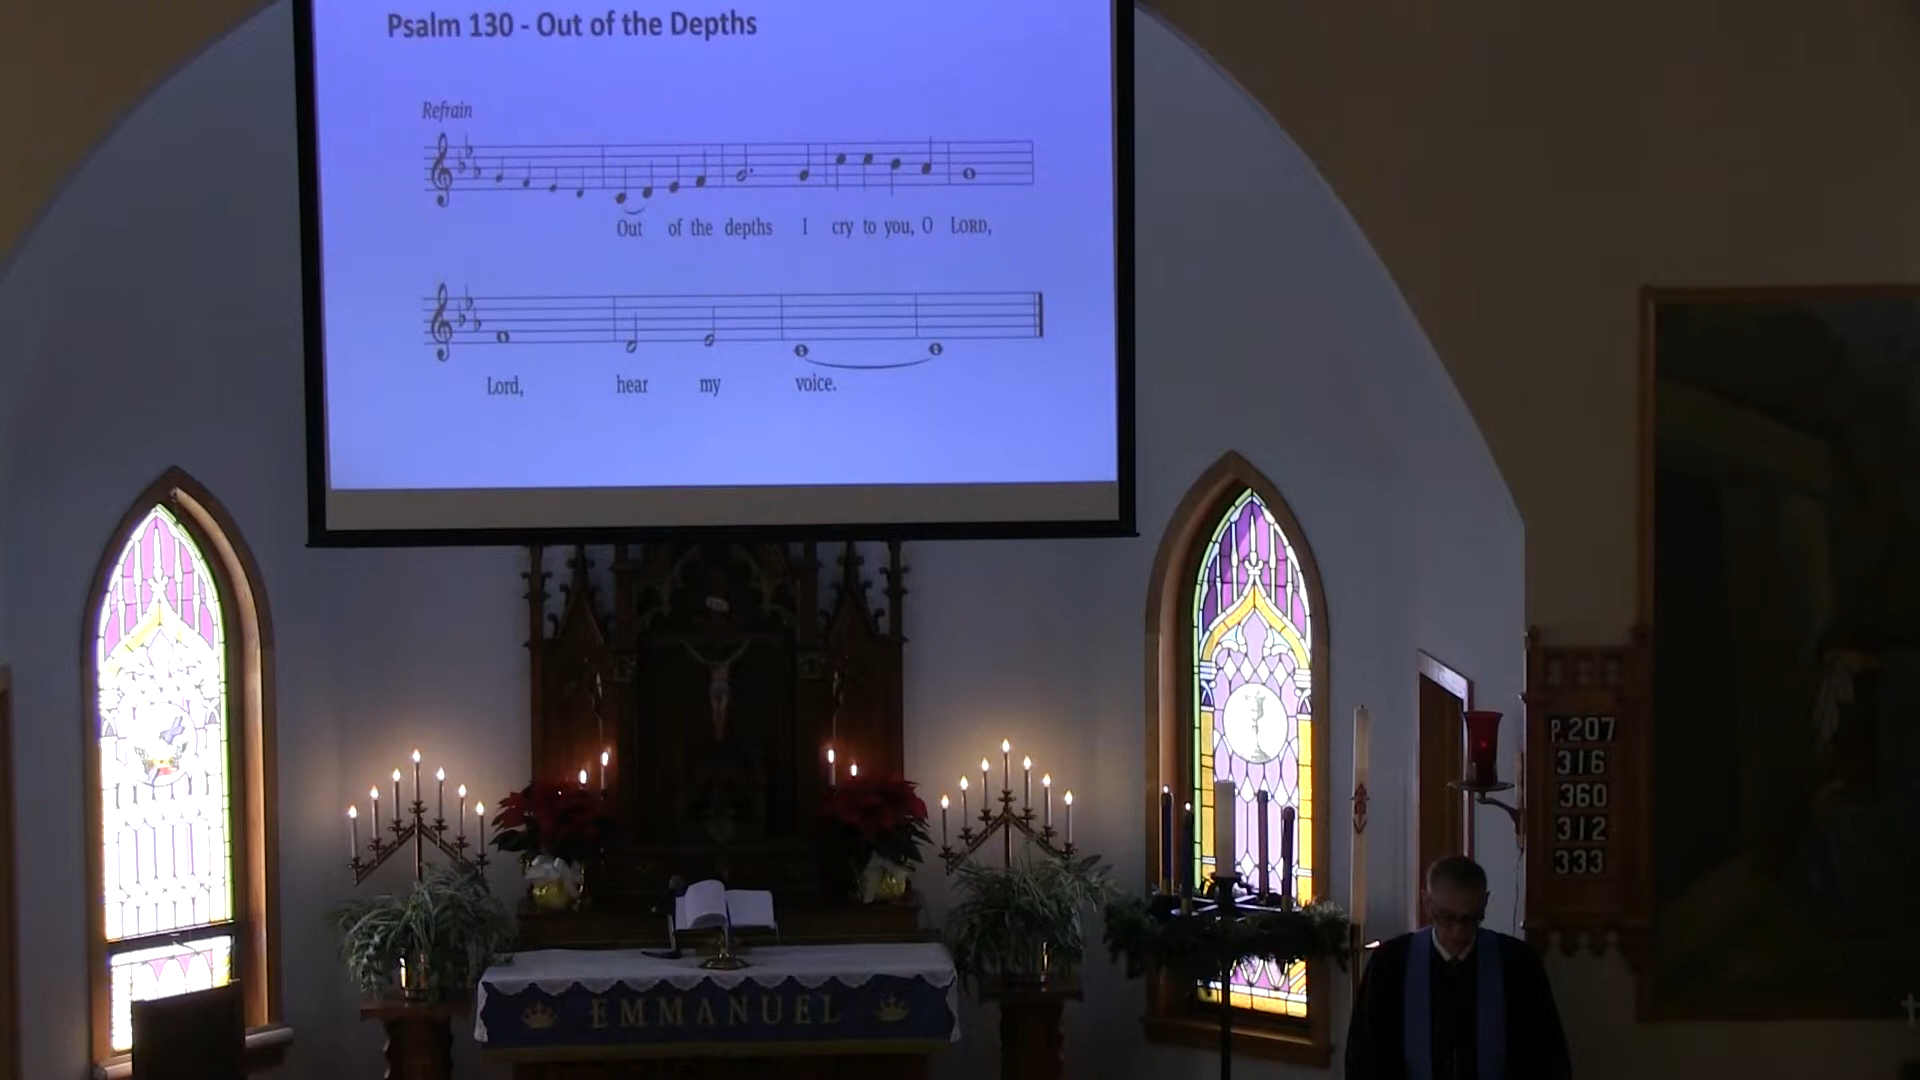 Psalm 130 - Out of the Depths
Refrain
Out of the depths I cry to you, O LORD,
Lord, hear my voice.
P.207
316
360
312
333
EMMANUEL